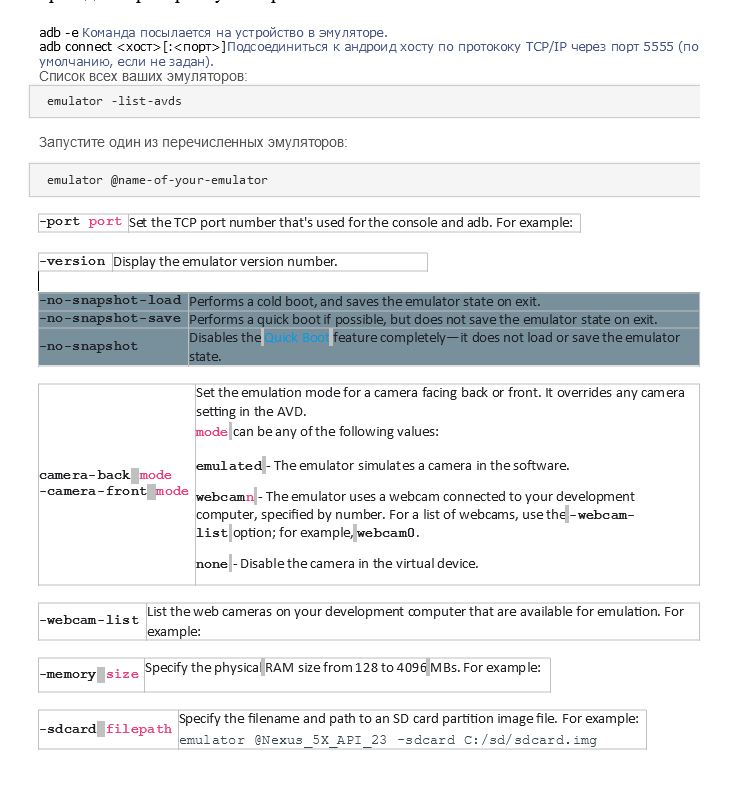 adb -e Команда посылается на устройство в эмуляторе.
adb connect <хост>[:<порт>]Подсоединиться к андроид хосту по протококу TCP/IP через порт 5555 (по
умолчанию, если не задан).
Список всех ваших эмуляторов:
emulator -list-avds
Запустите один из перечисленных эмуляторов:
emulator @name-of-your-emulator
-port port Set the TCP port number that's used for the console and adb. For example:
-version Display the emulator version number.
-no-snapshot-load Performs a cold boot, and saves the emulator state on exit.
-no-snapshot-save Performs a quick boot if possible, but does not save the emulator state on exit.
-no-snapshot Disables the Quick Boot feature completely—it does not load or save the emulator
state.
camera-back mode
-camera-front mode
Set the emulation mode for a camera facing back or front. It overrides any camera
setting in the AVD.
mode can be any of the following values:
emulated - The emulator simulates a camera in the software.
webcamn - The emulator uses a webcam connected to your development
computer, specified by number. For a list of webcams, use the -webcam-
list option; for example, webcam0.
none - Disable the camera in the virtual device.
-webcam-list List the web cameras on your development computer that are available for emulation. For
example:
-memory size Specify the physical RAM size from 128 to 4096 MBs. For example:
-sdcard filepath Specify the filename and path to an SD card partition image file. For example:
emulator @Nexus_5X_API_23 -sdcard C:/sd/sdcard.img